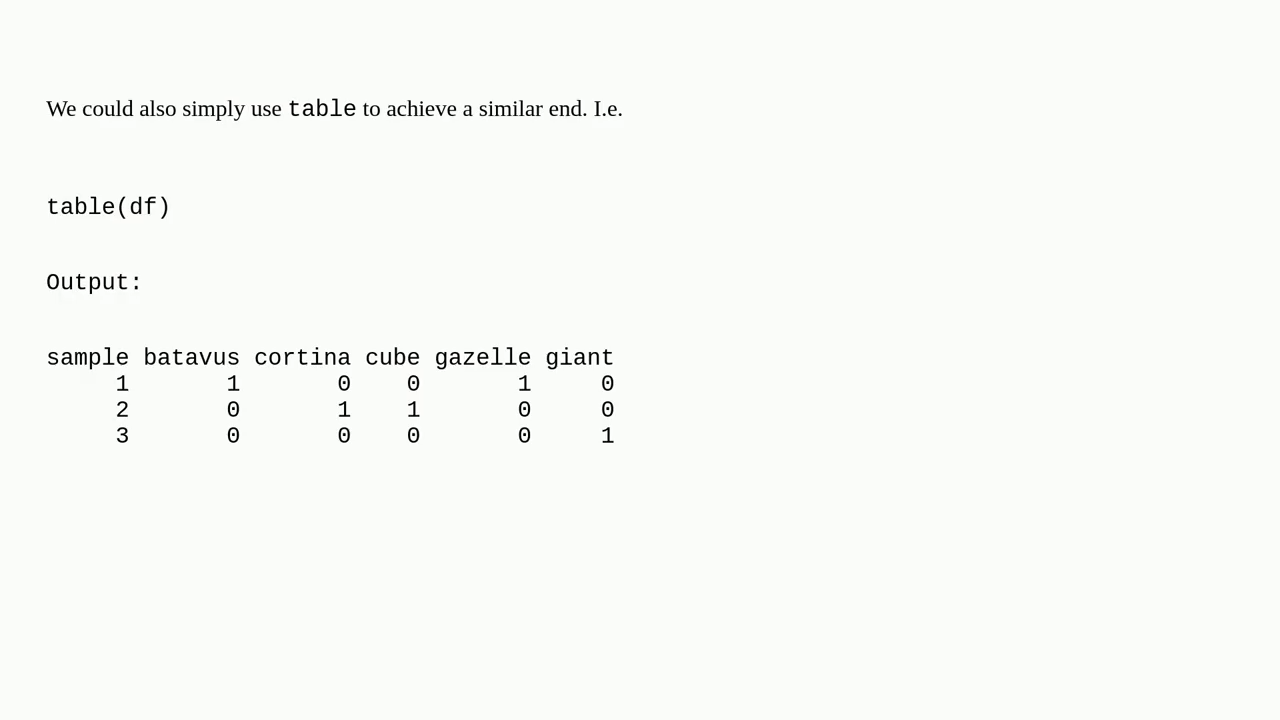 We could also simply use table to achieve a similar end. I.e.
table(df)
Output:
sample batavus cortina cube gazelle giant
     1       1       0    0       1     0
     2       0       1    1       0     0
     3       0       0    0       0     1